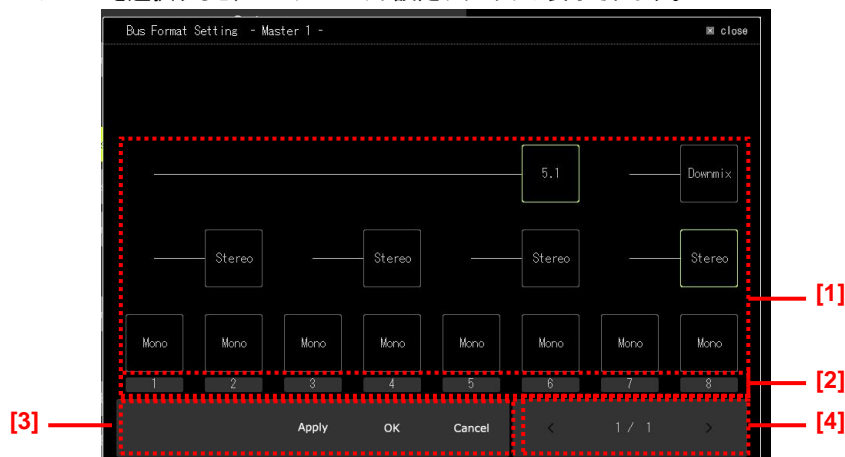 Bus Format Setting - Master 1 -
close
5.1
Downmix
Stereo
Stereo
Stereo
Stereo
[1]
Mono
Mono
Mono
Mono
Mono
Mono
Mono
Mono
1
2
3
4
5
6
7
8
[2]
[3]
Apply
OK
Cancel
<
1 / 1
>
[4]